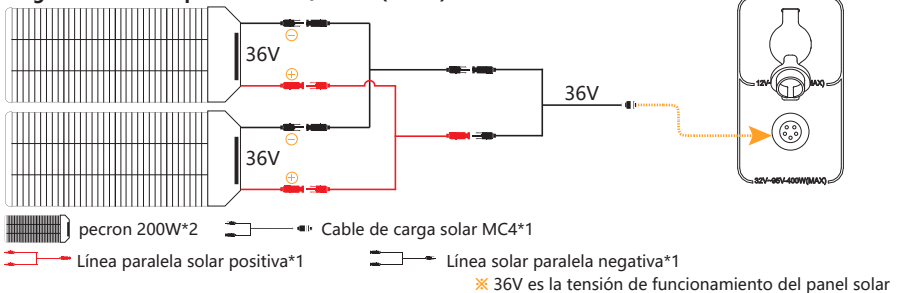 36V
36V
36V
12V
(MAX)
32V~95V-400W(MAX)
pecron 200W*2
Cable de carga solar MC4*1
Línea paralela solar positiva*1
Línea solar paralela negativa*1
※ 36V es la tensión de funcionamiento del panel solar